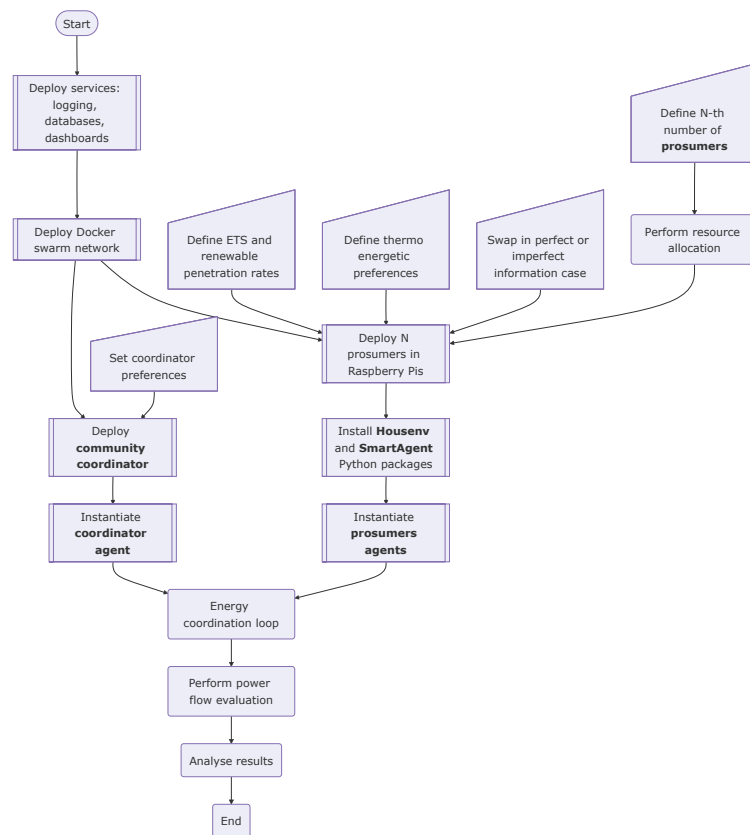 Start
Deploy services:
logging,
databases,
dashboards
Define N-th
number of
prosumers
Deploy Docker
swarm network
Define ETS and
renewable
penetration rates
Define thermo
energetic
preferences
Swap in perfect or
imperfect
information case
Perform resource
allocation
Set coordinator
preferences
Deploy N
prosumers in
Raspberry Pis
Deploy
community
coordinator
Install Housenv
and SmartAgent
Python packages
Instantiate
coordinator
agent
Instantiate
prosumers
agents
Energy
coordination loop
Perform power
flow evaluation
Analyse results
End